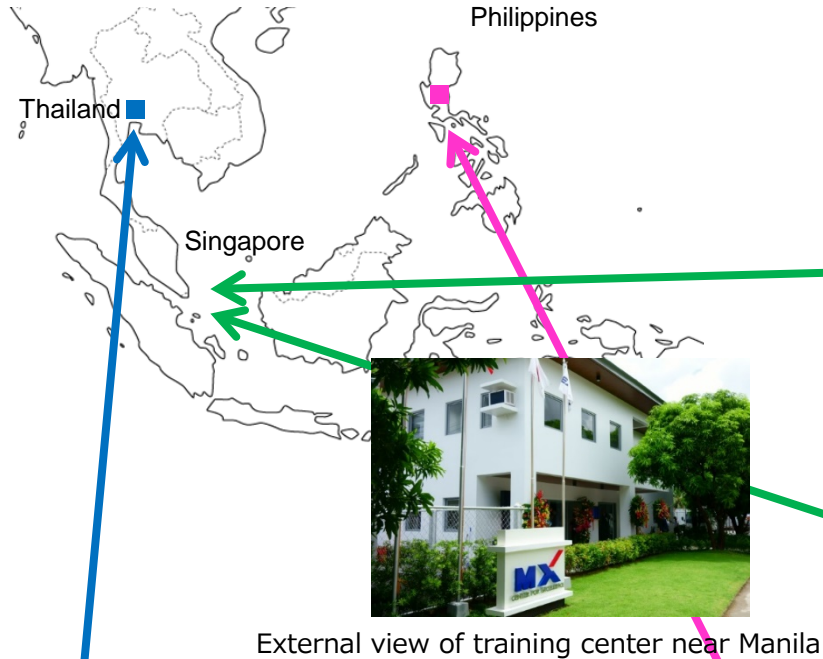 Philippines
Thailand
Singapore
MX
External view of training center near Manila